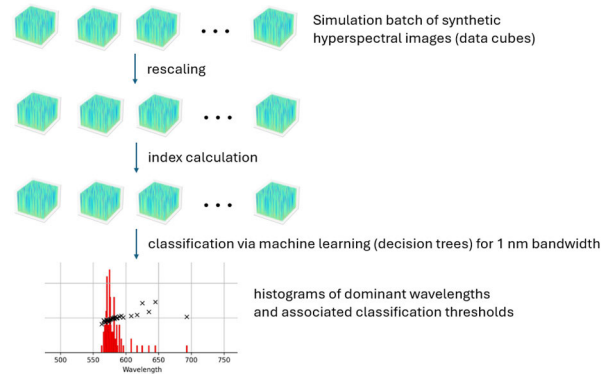 Simulation batch of synthetic
hyperspectral images (data cubes)
rescaling
index calculation
classification via machine learning (decision trees) for 1 nm bandwidth
histograms of dominant wavelengths
and associated classification thresholds
500 550 600 650 700 750
Wavelength